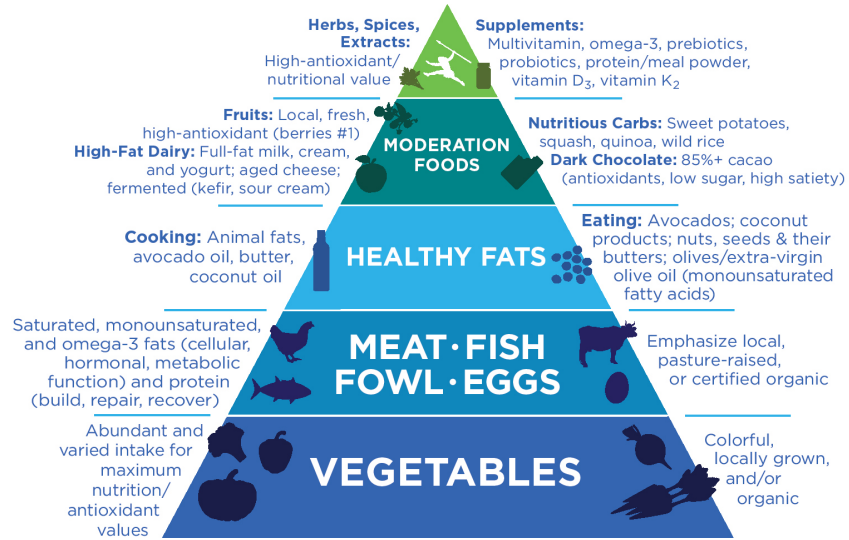 Herbs, Spices,
Extracts:
High-antioxidant/
nutritional value
Supplements:
Multivitamin, omega-3, prebiotics,
probiotics, protein/meal powder,
vitamin D₃, vitamin K₂
Fruits: Local, fresh,
high-antioxidant (berries #1)
High-Fat Dairy: Full-fat milk, cream,
and yogurt; aged cheese;
fermented (kefir, sour cream)
MODERATION
FOODS
Nutritious Carbs: Sweet potatoes,
squash, quinoa, wild rice
Dark Chocolate: 85%+ cacao
(antioxidants, low sugar, high satiety)
Cooking: Animal fats,
avocado oil, butter,
coconut oil
HEALTHY FATS
Eating: Avocados; coconut
products; nuts, seeds & their
butters; olives/extra-virgin
olive oil (monounsaturated
fatty acids)
Saturated, monounsaturated,
and omega-3 fats (cellular,
hormonal, metabolic
function) and protein
(build, repair, recover)
MEAT · FISH
FOWL · EGGS
Emphasize local,
pasture-raised,
or certified organic
Abundant and
varied intake for
maximum
nutrition/
antioxidant
values
VEGETABLES
Colorful,
locally grown,
and/or
organic